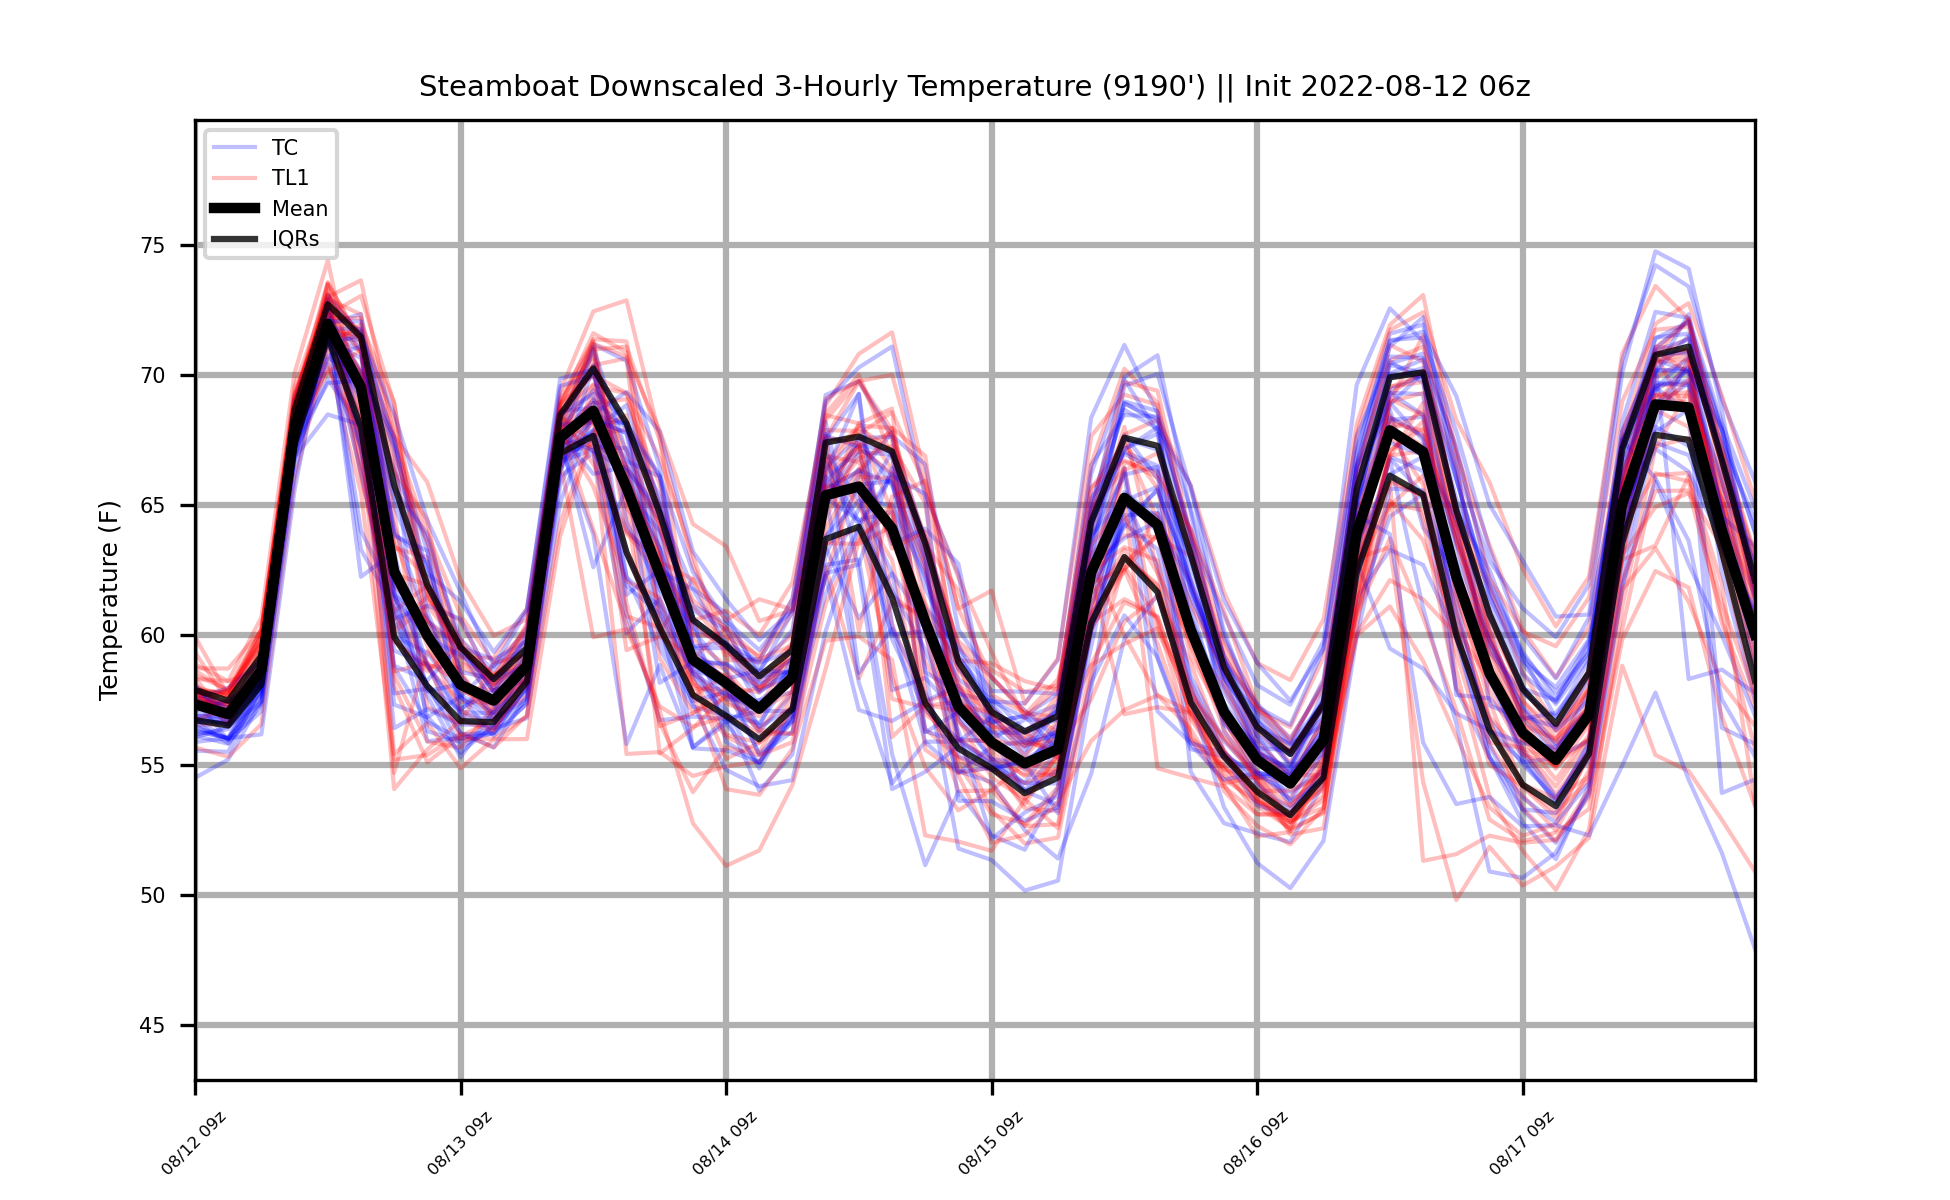 Steamboat Downscaled 3-Hourly Temperature (9190') || Init 2022-08-12 06z
TC
TL1
Mean
IQRs
Temperature (F)
75
70
65
60
55
50
45
08/12 09z
08/13 09z
08/14 09z
08/15 09z
08/16 09z
08/17 09z